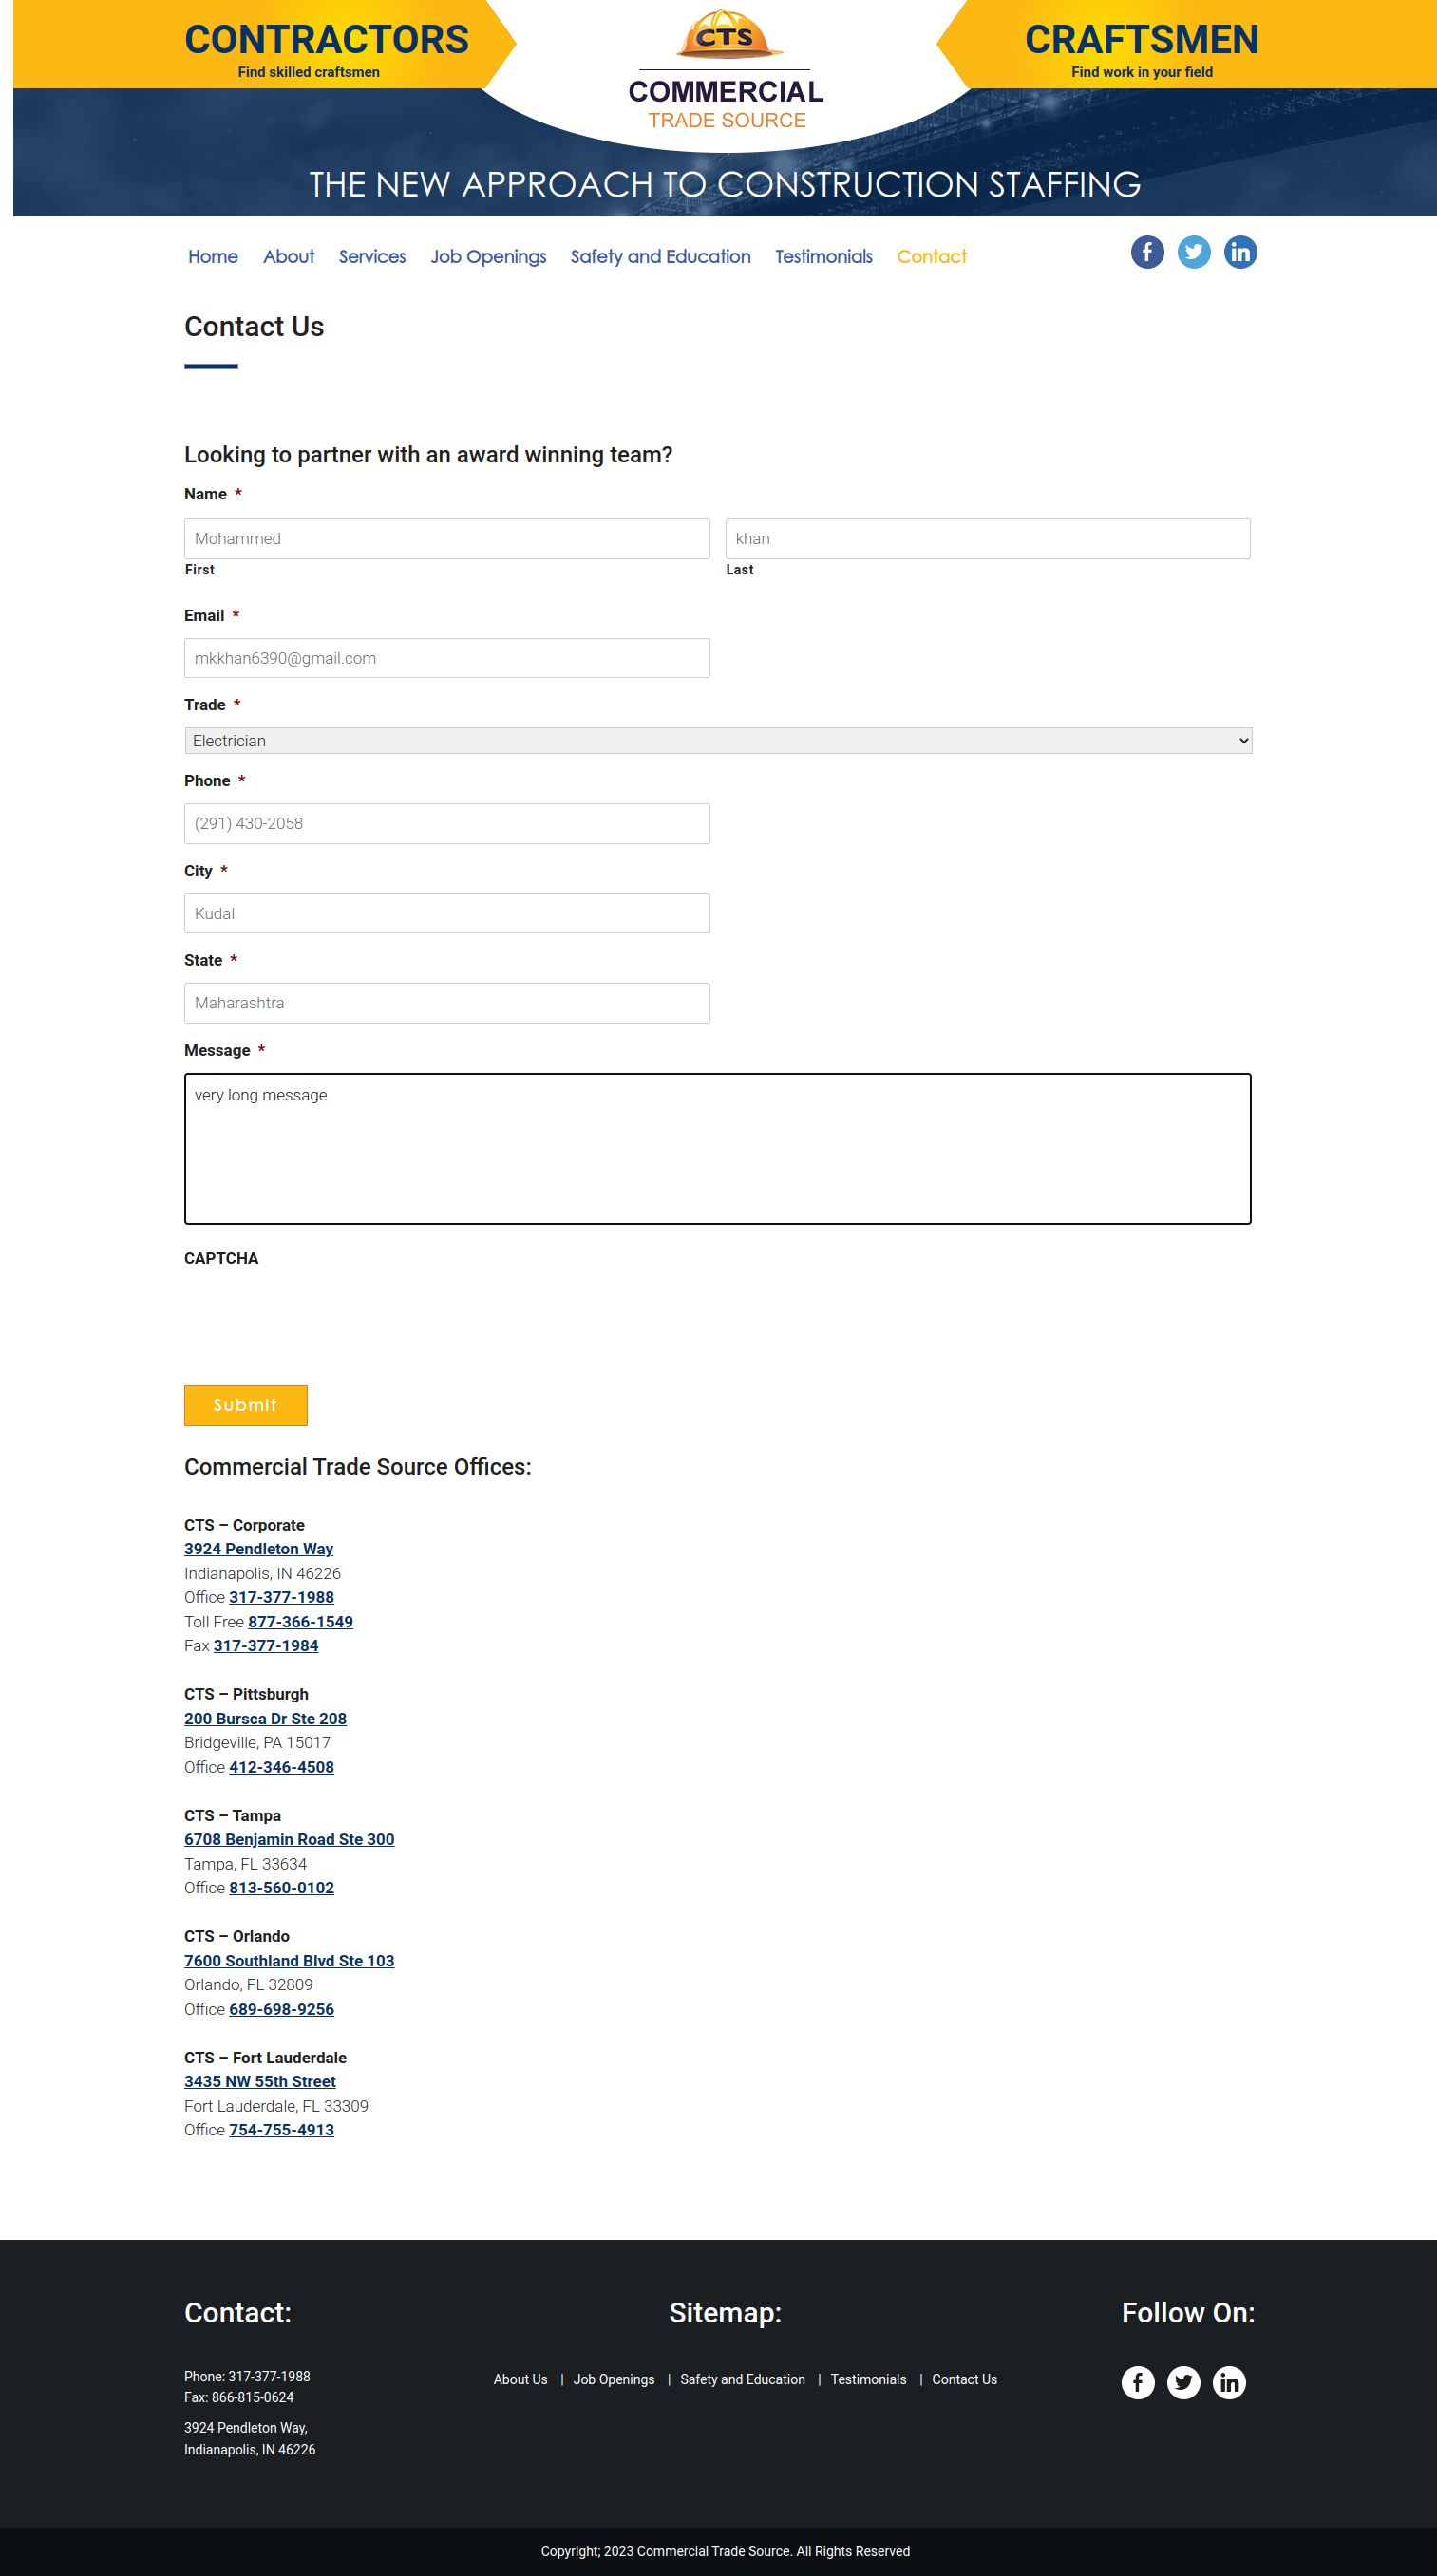 CONTRACTORS
Find skilled craftsmen
CTS
COMMERCIAL
TRADE SOURCE
CRAFTSMEN
Find work in your field
THE NEW APPROACH TO CONSTRUCTION STAFFING
Home About Services Job Openings Safety and Education Testimonials Contact
Contact Us
Looking to partner with an award winning team?
Name *
Mohammed khan
First Last
Email *
mkkhan6390@gmail.com
Trade *
Electrician
Phone *
(291) 430-2058
City *
Kudal
State *
Maharashtra
Message *
very long message
CAPTCHA
Submit
Commercial Trade Source Offices:
CTS – Corporate
3924 Pendleton Way
Indianapolis, IN 46226
Office 317-377-1988
Toll Free 877-366-1549
Fax 317-377-1984
CTS – Pittsburgh
200 Bursca Dr Ste 208
Bridgeville, PA 15017
Office 412-346-4508
CTS – Tampa
6708 Benjamin Road Ste 300
Tampa, FL 33634
Office 813-560-0102
CTS – Orlando
7600 Southland Blvd Ste 103
Orlando, FL 32809
Office 689-698-9256
CTS – Fort Lauderdale
3435 NW 55th Street
Fort Lauderdale, FL 33309
Office 754-755-4913
Contact:
Phone: 317-377-1988
Fax: 866-815-0624
3924 Pendleton Way,
Indianapolis, IN 46226
Sitemap:
About Us | Job Openings | Safety and Education | Testimonials | Contact Us
Follow On:
Copyright; 2023 Commercial Trade Source. All Rights Reserved